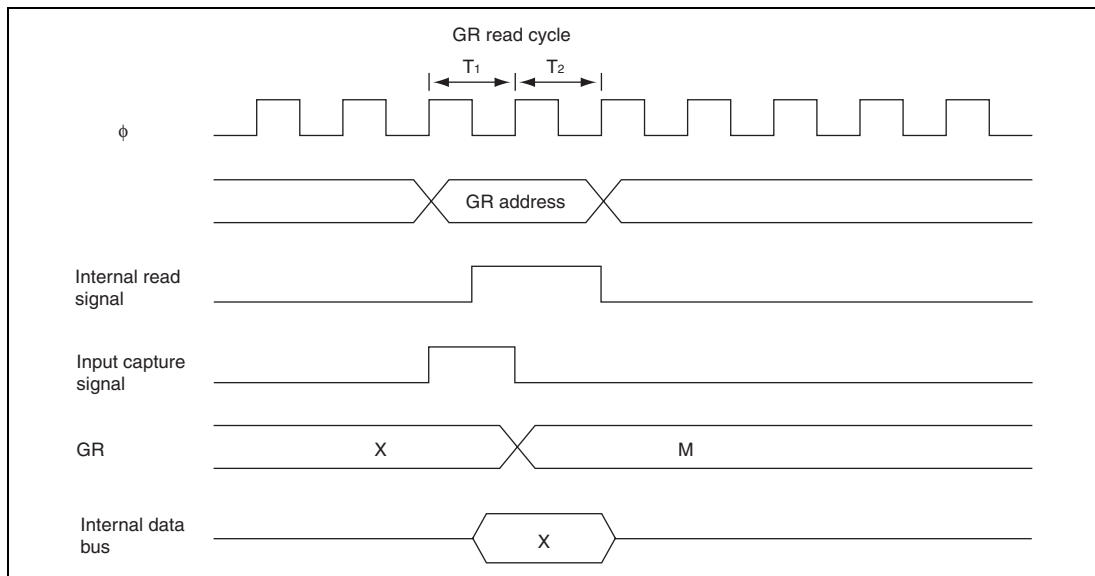 GR read cycle
T1 T2
ϕ
GR address
Internal read
signal
Input capture
signal
GR X M
Internal data
bus X